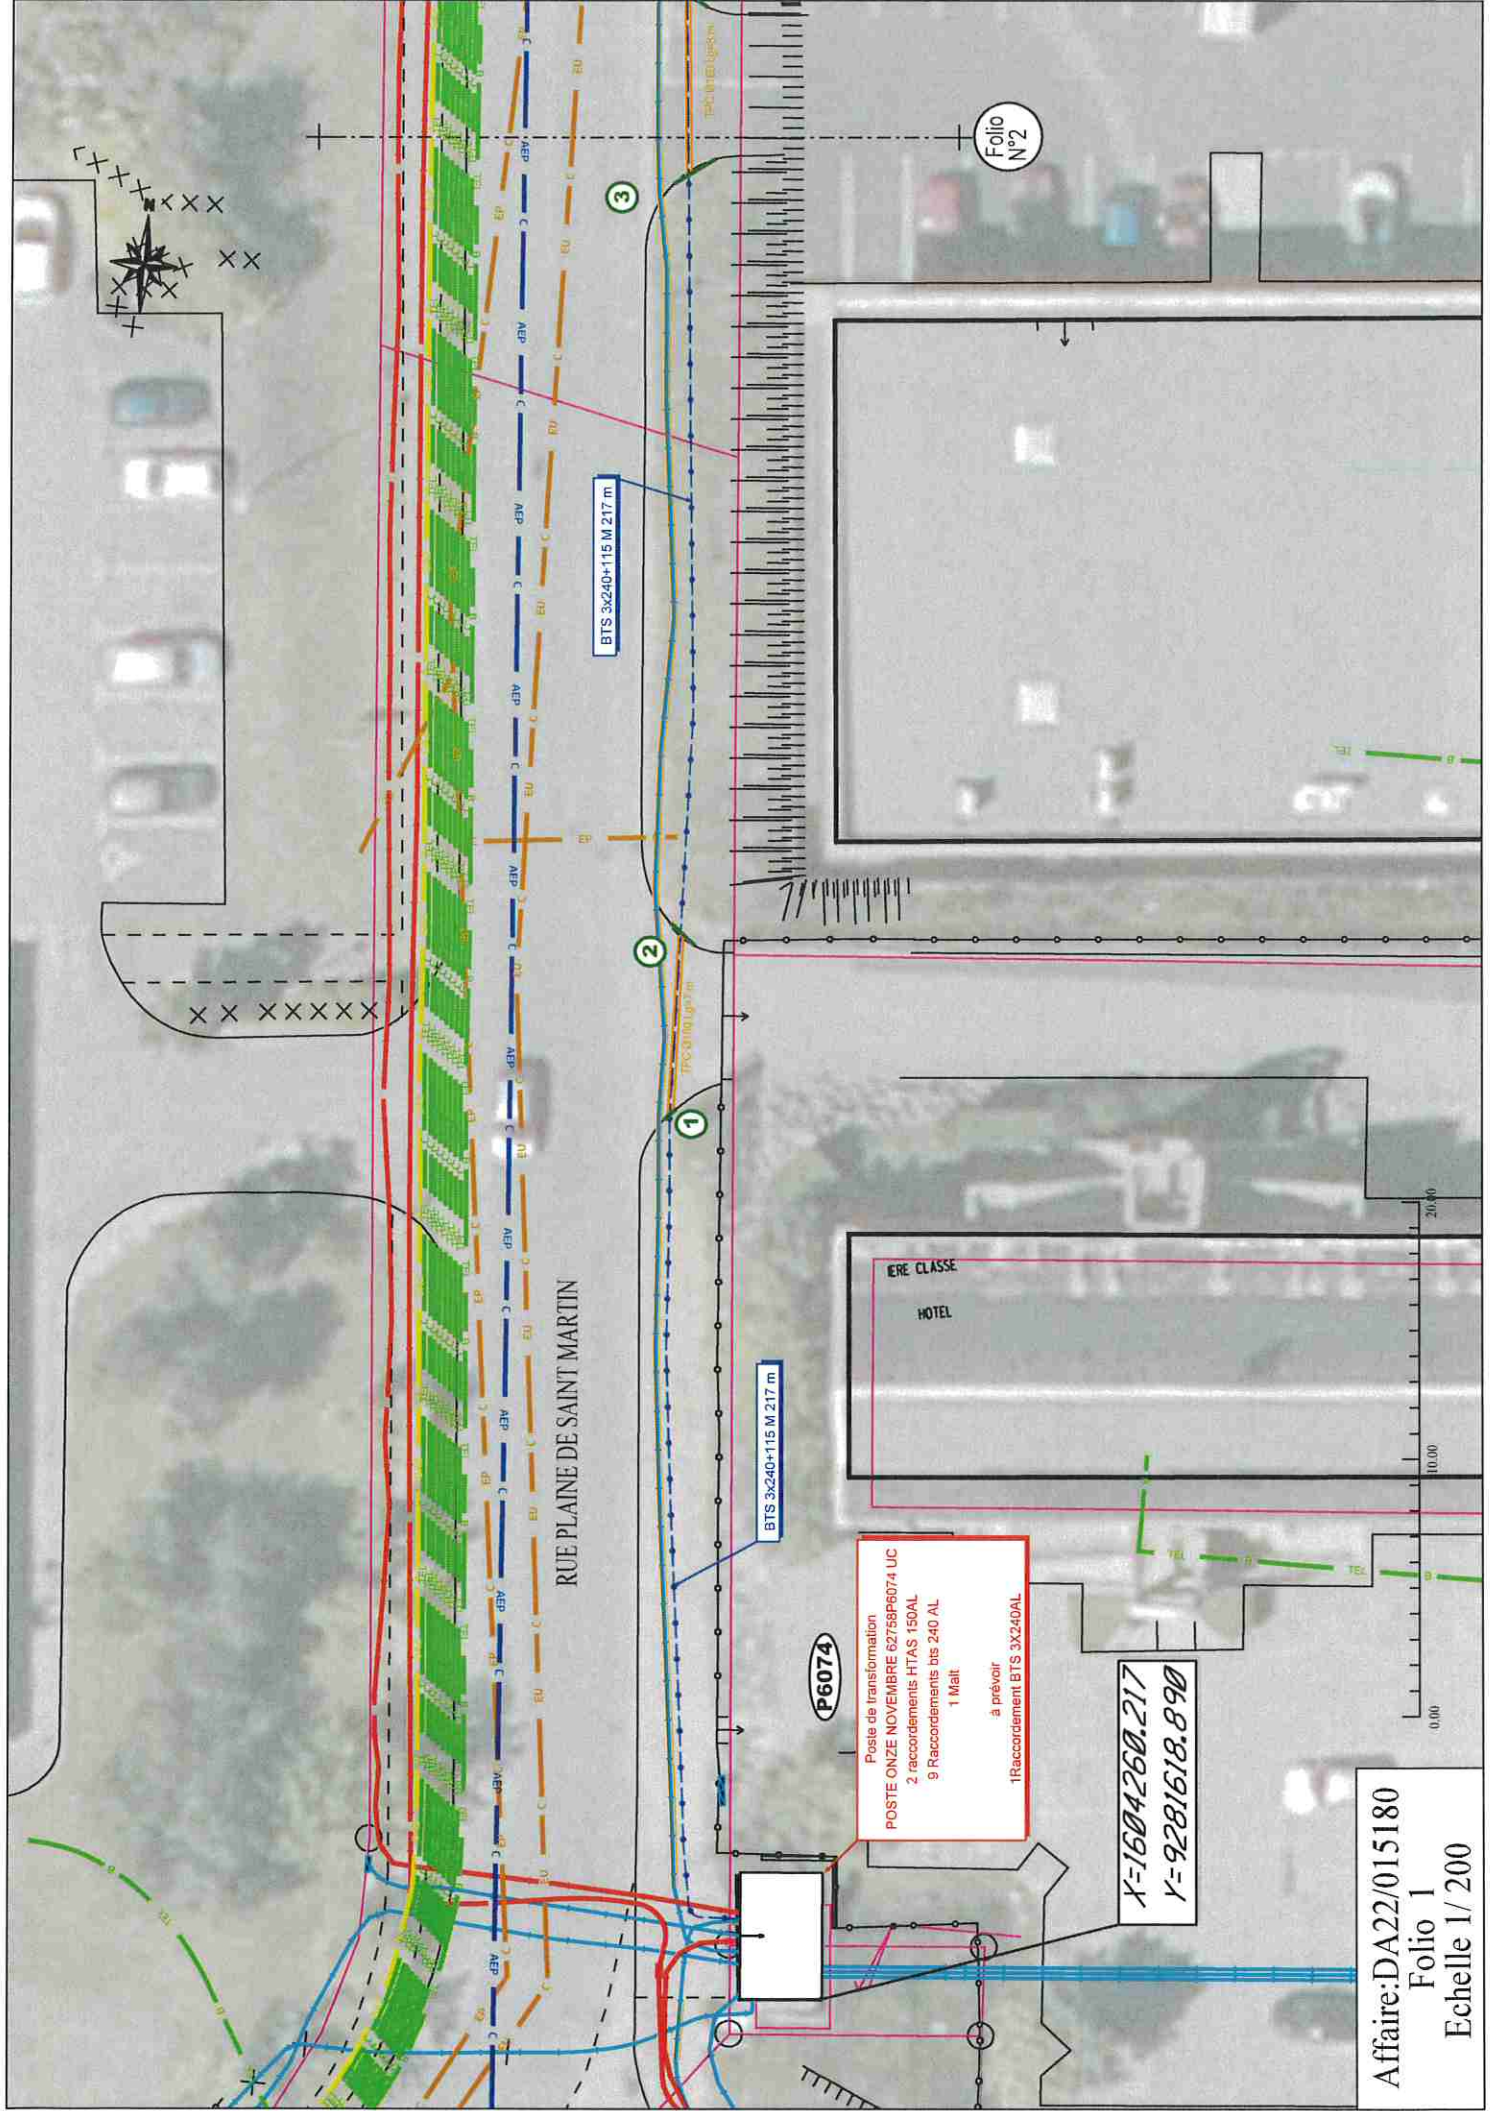 Folio
N°2
3
BTS 3x240+115 M 217 m
2
1
RUE PLAINE DE SAINT MARTIN
BTS 3x240+115 M 217 m
IERE CLASSE
HOTEL
P6074
Poste de transformation
POSTE ONZE NOVEMBRE 62758P6074 UC
2 raccordements HTAS 150AL
9 Raccordements bts 240 AL
1 Malt
à prévoir
1Raccordement BTS 3X240AL
X=1604260.217
Y=9281618.890
0.00
10.00
20.00
Affaire:DA22/015180
Folio 1
Echelle 1/ 200
AEP
C
EU
EP
TEL
B